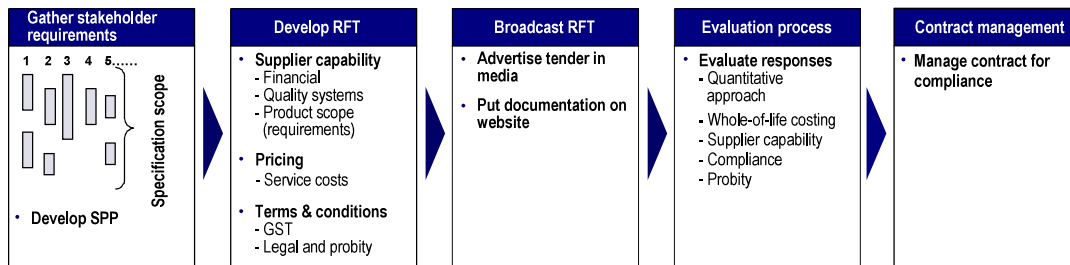 Gather stakeholder
requirements
1 2 3 4 5......
Specification scope
• Develop SPP
Develop RFT
• Supplier capability
- Financial
- Quality systems
- Product scope
(requirements)
• Pricing
- Service costs
• Terms & conditions
- GST
- Legal and probity
Broadcast RFT
• Advertise tender in
media
• Put documentation on
website
Evaluation process
• Evaluate responses
- Quantitative
approach
- Whole-of-life costing
- Supplier capability
- Compliance
- Probity
Contract management
• Manage contract for
compliance